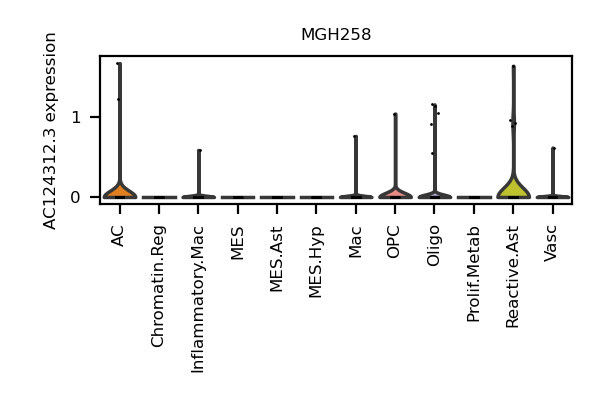 MGH258
AC124312.3 expression
1
0
AC
Chromatin.Reg
Inflammatory.Mac
MES
MES.Ast
MES.Hyp
Mac
OPC
Oligo
Prolif.Metab
Reactive.Ast
Vasc